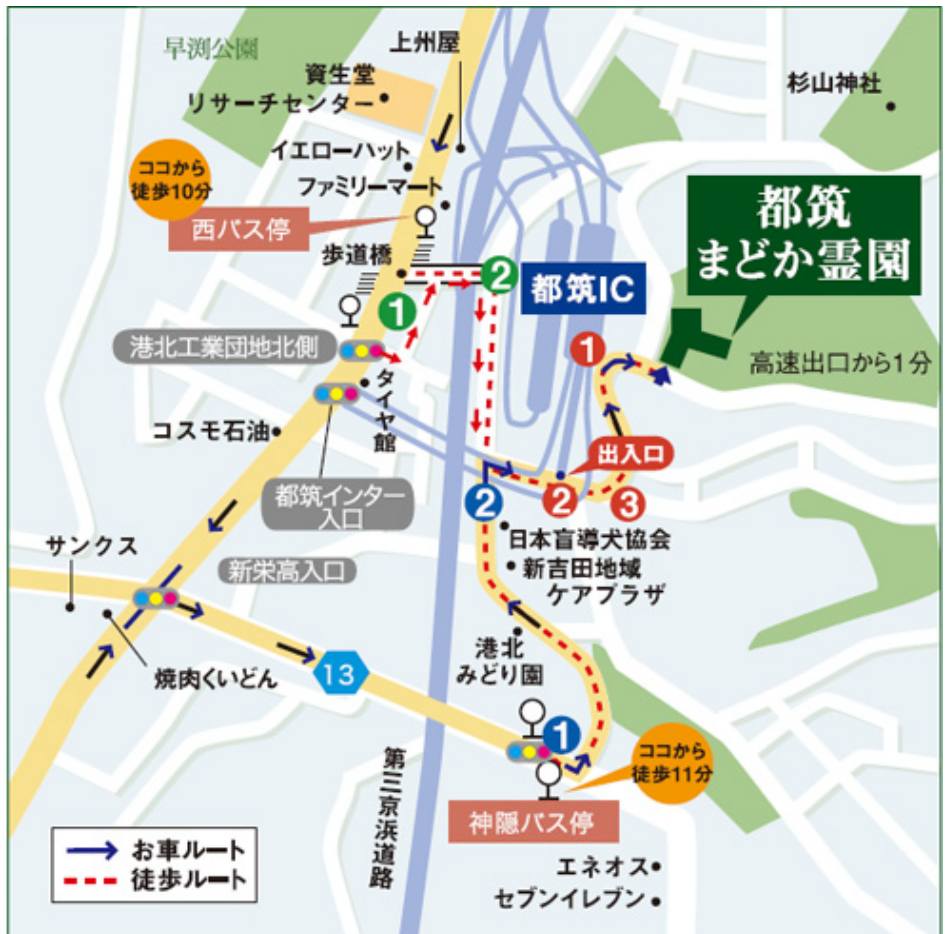 早渕公園
上州屋
資生堂
リサーチセンター
杉山神社
イエローハット
ココから
徒歩10分
ファミリーマート
西バス停
都筑
まどか霊園
歩道橋
2
都筑IC
1
港北工業団地北側
1
高速出口から1分
タイヤ館
コスモ石油
出入口
都筑インター
入口
2
2
3
日本盲導犬協会
サンクス
新栄高入口
新吉田地域
ケアプラザ
港北
みどり園
焼肉くいどん
13
1
ココから
徒歩11分
第三京浜道路
神隠バス停
お車ルート
徒歩ルート
エネオス
セブンイレブン